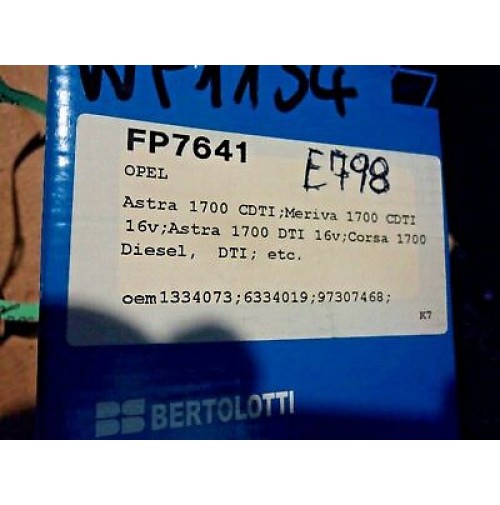 WP1154
FP7641
E798
OPEL
Astra 1700 CDTI;Meriva 1700 CDTI
16v;Astra 1700 DTI 16v;Corsa 1700
Diesel, DTI; etc.
oem1334073;6334019;97307468;
K7
BERTOLOTTI